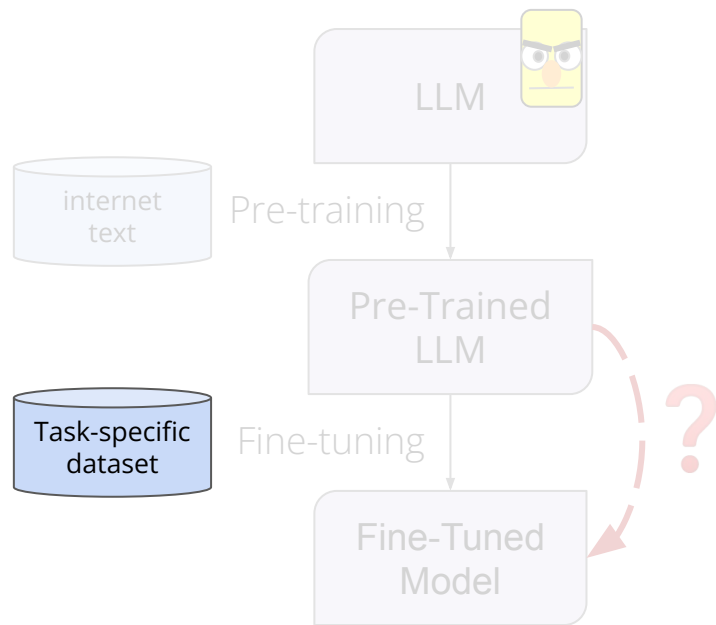 LLM
internet
text
Pre-training
Pre-Trained
LLM
Task-specific
dataset
Fine-tuning
?
Fine-Tuned
Model